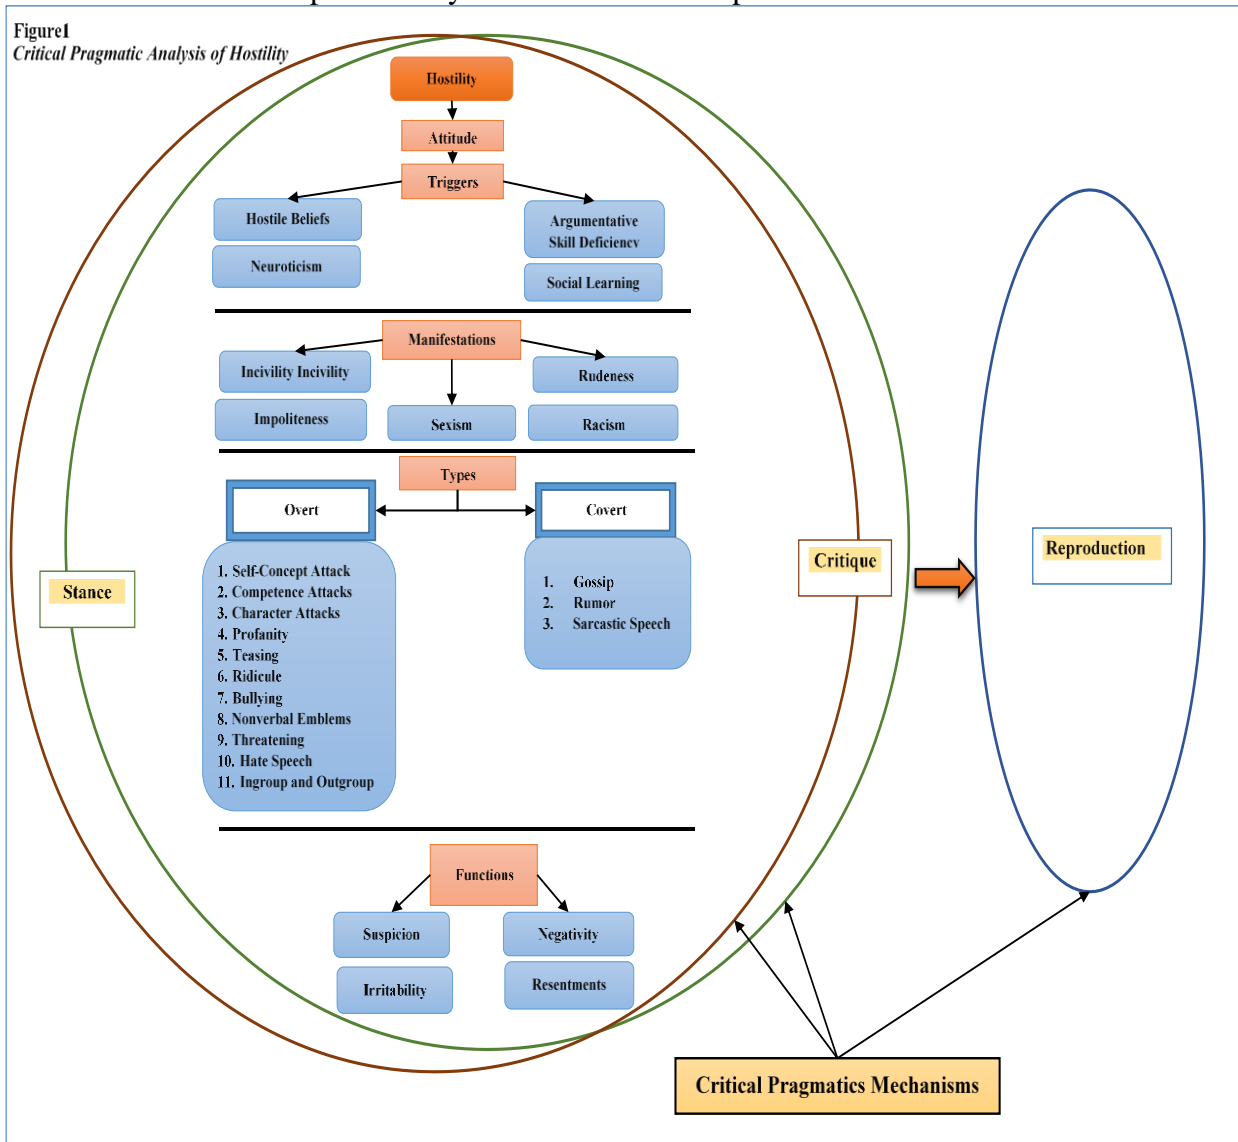 Figure1
Critical Pragmatic Analysis of Hostility
Hostility
Attitude
Triggers
Hostile Beliefs
Neuroticism
Argumentative
Skill Deficiency
Social Learning
Manifestations
Incivility Incivility
Rudeness
Impoliteness
Sexism
Racism
Types
Overt
Covert
1. Self-Concept Attack
2. Competence Attacks
3. Character Attacks
4. Profanity
5. Teasing
6. Ridicule
7. Bullying
8. Nonverbal Emblems
9. Threatening
10. Hate Speech
11. Ingroup and Outgroup
1. Gossip
2. Rumor
3. Sarcastic Speech
Stance
Critique
Reproduction
Functions
Suspicion
Negativity
Irritability
Resentments
Critical Pragmatics Mechanisms